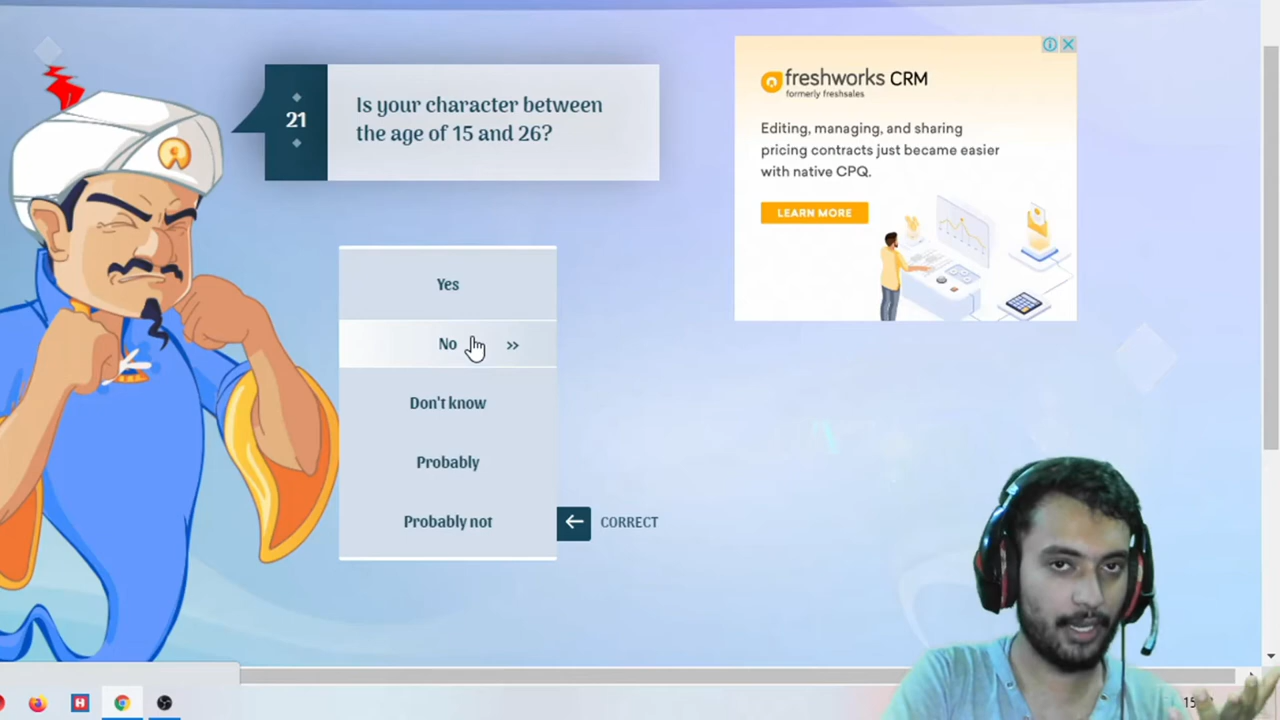 21
Is your character between
the age of 15 and 26?
Yes
No »
Don't know
Probably
Probably not
CORRECT
freshworks CRM
formerly freshsales
Editing, managing, and sharing
pricing contracts just became easier
with native CPQ.
LEARN MORE
H